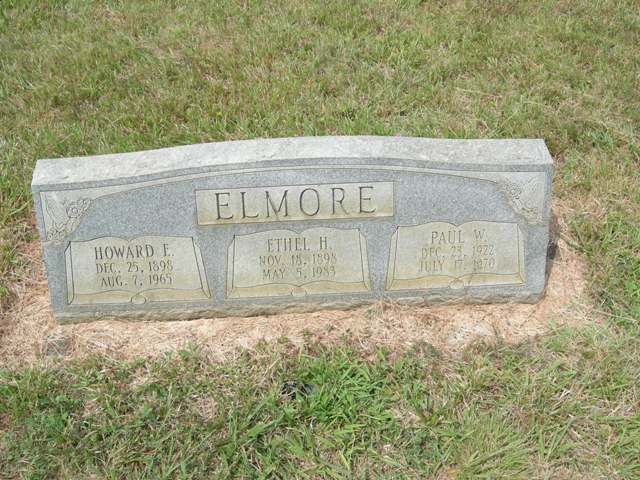 ELMORE
HOWARD E.
DEC. 25, 1898
AUG. 7, 1965
ETHEL H.
NOV. 18, 1898
MAY 5, 1983
PAUL W.
DEC. 23, 1922
JULY 17, 1970